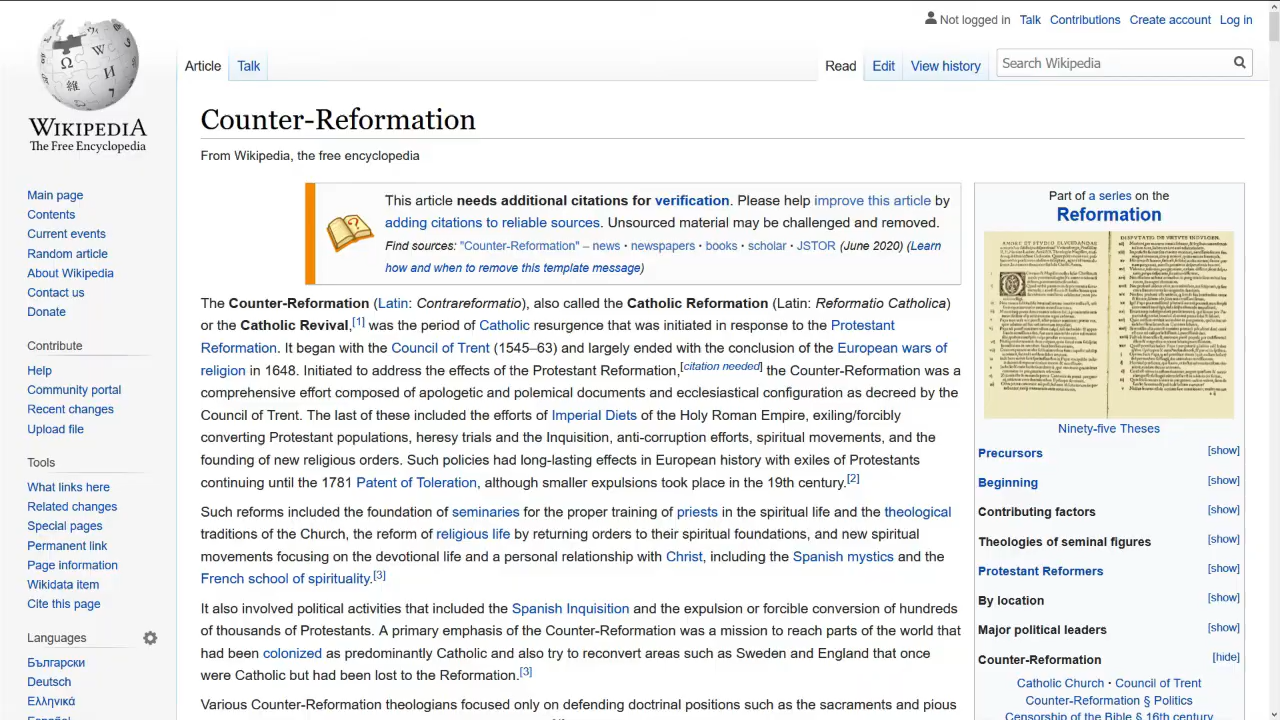 Not logged in Talk Contributions Create account Log in
Article Talk Read Edit View history Search Wikipedia
WIKIPEDIA
The Free Encyclopedia
Main page
Contents
Current events
Random article
About Wikipedia
Contact us
Donate
Contribute
Help
Community portal
Recent changes
Upload file
Tools
What links here
Related changes
Special pages
Permanent link
Page information
Wikidata item
Cite this page
Languages
Български
Deutsch
Ελληνικά
Español
Counter-Reformation
From Wikipedia, the free encyclopedia
This article needs additional citations for verification. Please help improve this article by
adding citations to reliable sources. Unsourced material may be challenged and removed.
Find sources: "Counter-Reformation" – news · newspapers · books · scholar · JSTOR (June 2020) (Learn
how and when to remove this template message)
The Counter-Reformation (Latin: Contrareformatio), also called the Catholic Reformation (Latin: Reformatio Catholica)
or the Catholic Revival,[1] was the period of Catholic resurgence that was initiated in response to the Protestant
Reformation. It began with the Council of Trent (1545–63) and largely ended with the conclusion of the European wars of
religion in 1648. Initiated to address the effects of the Protestant Reformation,[citation needed] the Counter-Reformation was a
comprehensive effort composed of apologetic and polemical documents and ecclesiastical configuration as decreed by the
Council of Trent. The last of these included the efforts of Imperial Diets of the Holy Roman Empire, exiling/forcibly
converting Protestant populations, heresy trials and the Inquisition, anti-corruption efforts, spiritual movements, and the
founding of new religious orders. Such policies had long-lasting effects in European history with exiles of Protestants
continuing until the 1781 Patent of Toleration, although smaller expulsions took place in the 19th century.[2]
Such reforms included the foundation of seminaries for the proper training of priests in the spiritual life and the theological
traditions of the Church, the reform of religious life by returning orders to their spiritual foundations, and new spiritual
movements focusing on the devotional life and a personal relationship with Christ, including the Spanish mystics and the
French school of spirituality.[3]
It also involved political activities that included the Spanish Inquisition and the expulsion or forcible conversion of hundreds
of thousands of Protestants. A primary emphasis of the Counter-Reformation was a mission to reach parts of the world that
had been colonized as predominantly Catholic and also try to reconvert areas such as Sweden and England that once
were Catholic but had been lost to the Reformation.[3]
Various Counter-Reformation theologians focused only on defending doctrinal positions such as the sacraments and pious
Part of a series on the
Reformation
Ninety-five Theses
Precursors [show]
Beginning [show]
Contributing factors [show]
Theologies of seminal figures [show]
Protestant Reformers [show]
By location [show]
Major political leaders [show]
Counter-Reformation [hide]
Catholic Church · Council of Trent
Counter-Reformation § Politics
Censorship of the Bible § 16th century